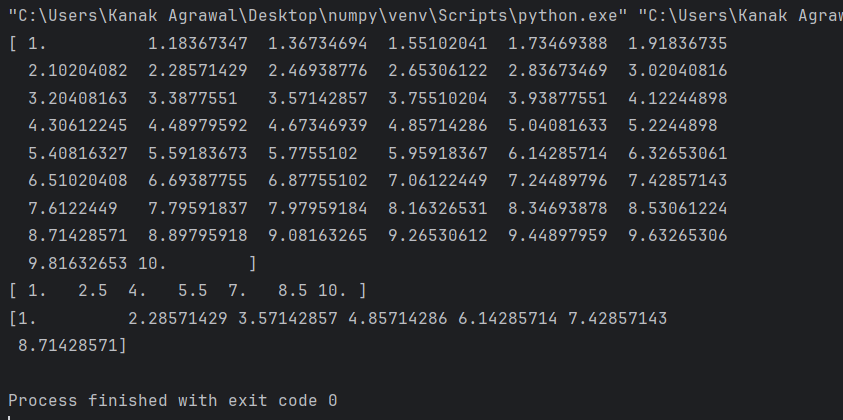 "C:\Users\Kanak Agrawal\Desktop\numpy\venv\Scripts\python.exe" "C:\Users\Kanak Agraw
[ 1.          1.18367347  1.36734694  1.55102041  1.73469388  1.91836735
  2.10204082  2.28571429  2.46938776  2.65306122  2.83673469  3.02040816
  3.20408163  3.3877551   3.57142857  3.75510204  3.93877551  4.12244898
  4.30612245  4.48979592  4.67346939  4.85714286  5.04081633  5.2244898
  5.40816327  5.59183673  5.7755102   5.95918367  6.14285714  6.32653061
  6.51020408  6.69387755  6.87755102  7.06122449  7.24489796  7.42857143
  7.6122449   7.79591837  7.97959184  8.16326531  8.34693878  8.53061224
  8.71428571  8.89795918  9.08163265  9.26530612  9.44897959  9.63265306
  9.81632653 10.        ]
[ 1.   2.5  4.   5.5  7.   8.5 10. ]
[1.         2.28571429 3.57142857 4.85714286 6.14285714 7.42857143
 8.71428571]
Process finished with exit code 0